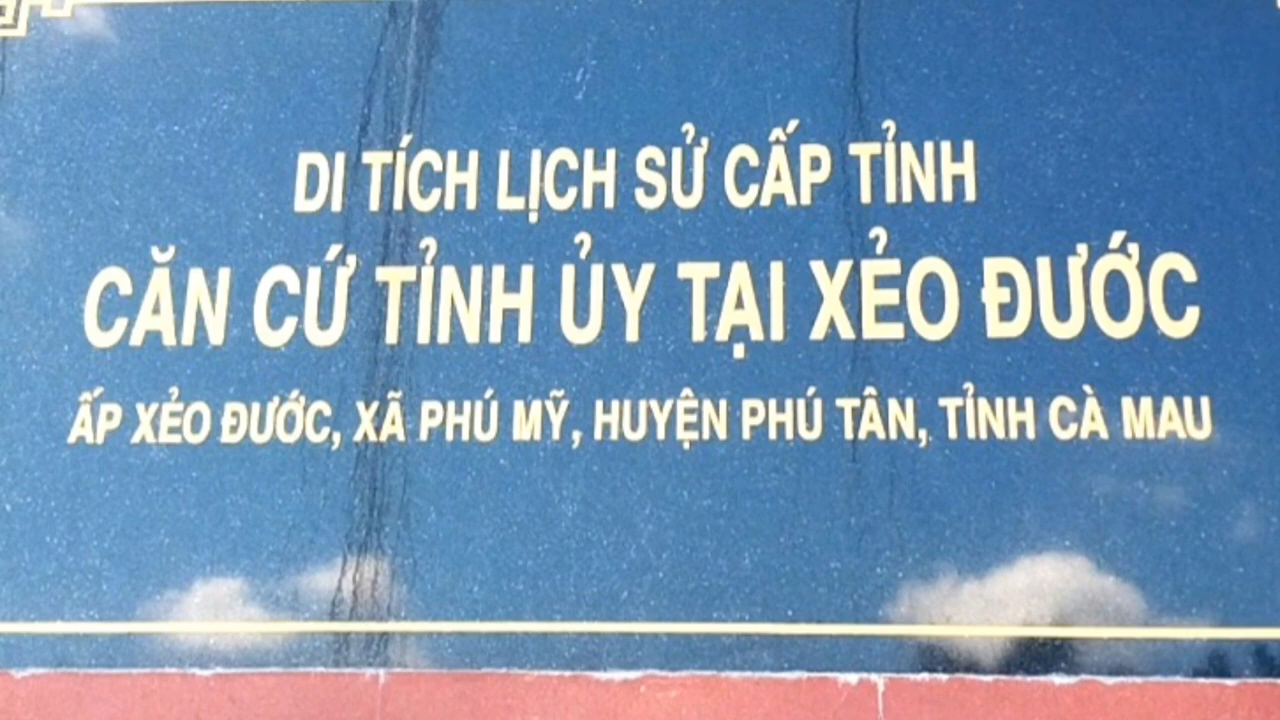 DI TÍCH LỊCH SỬ CẤP TỈNH
CĂN CỨ TỈNH ỦY TẠI XẺO ĐƯỚC
ẤP XẺO ĐƯỚC, XÃ PHÚ MỸ, HUYỆN PHÚ TÂN, TỈNH CÀ MAU